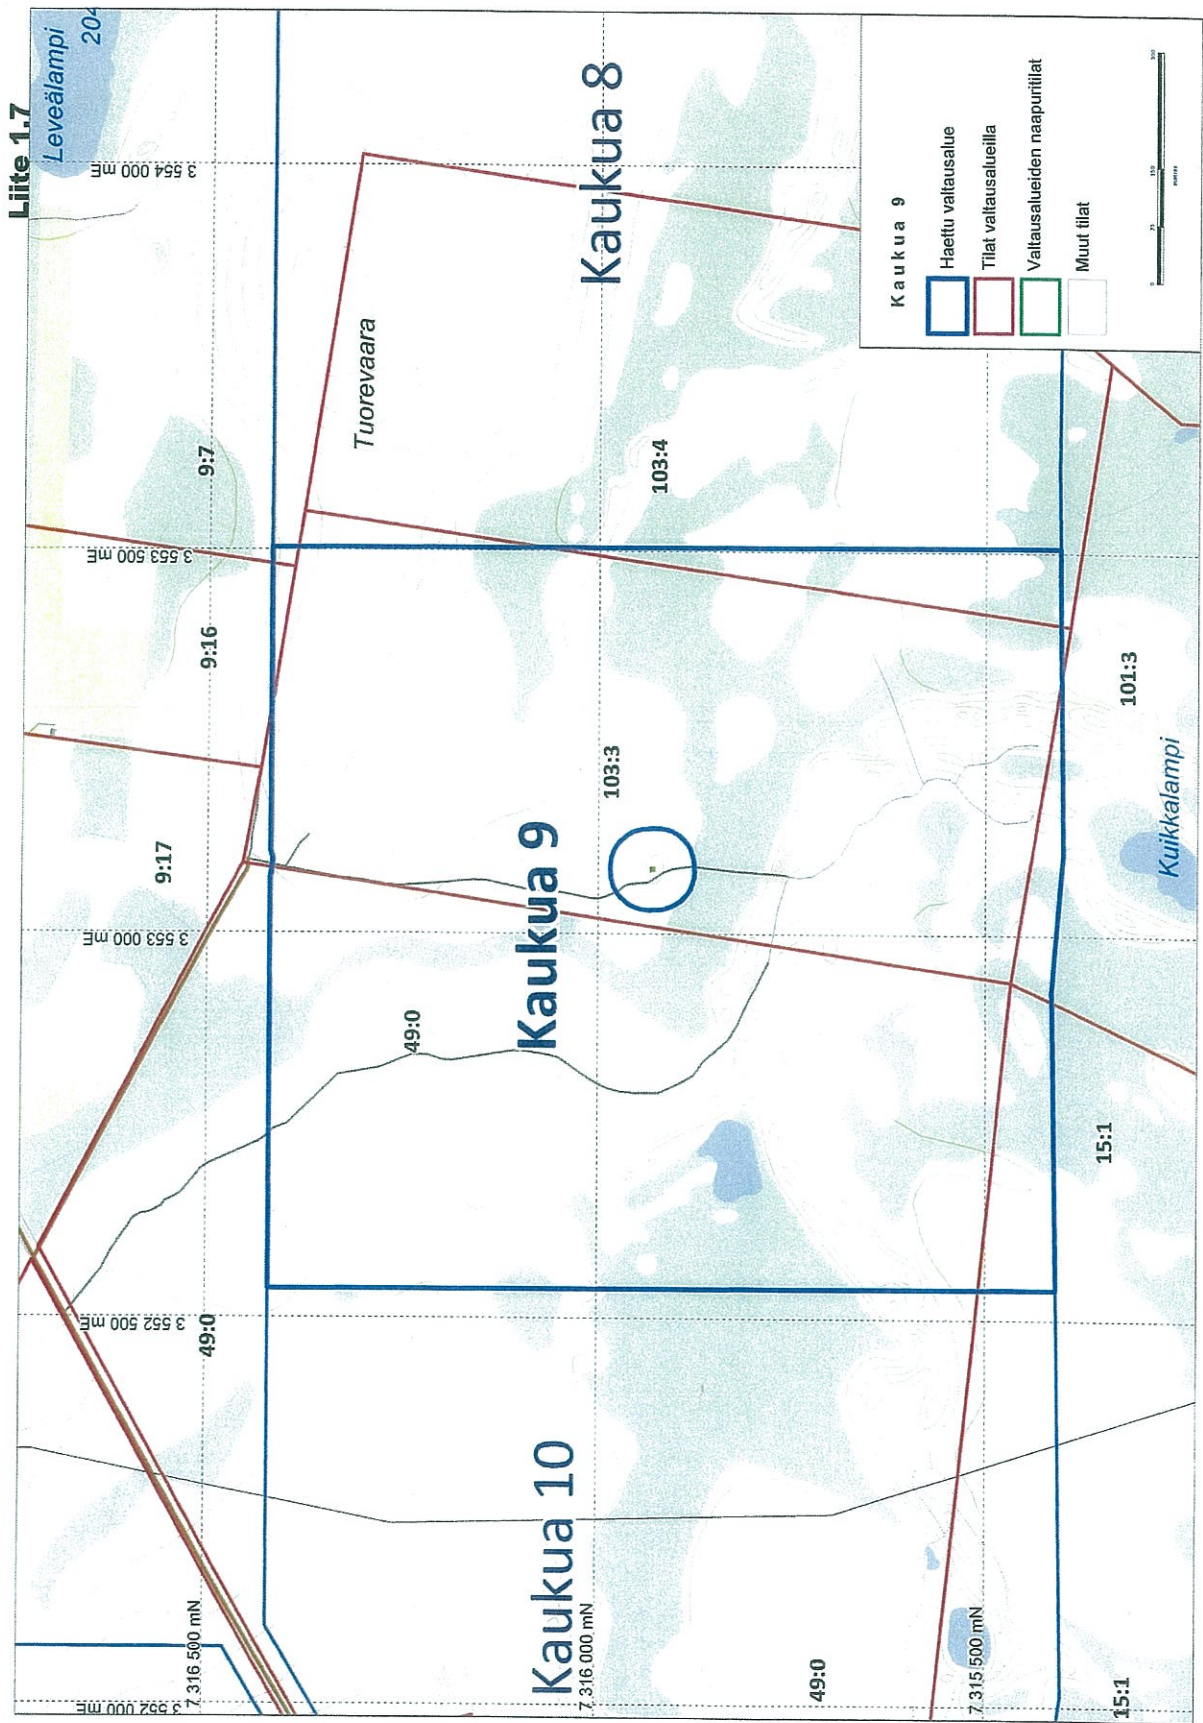 Liite 1.7
Leveälampi
204
3 554 000 mE
Kaukua 8
Tuorevaara
9:7
103:4
3 553 500 mE
9:16
103:3
101:3
Kuikkalampi
9:17
Kaukua 9
3 553 000 mE
49:0
15:1
3 552 500 mE
49:0
Kaukua 10
7 316 500 mN
7 316 000 mN
7 315 500 mN
49:0
15:1
3 552 000 mE
Kaukua 9
Haettu valtausalue
Tilat valtausalueilla
Valtausalueiden naapuritilat
Muut tilat
0 75 150 300